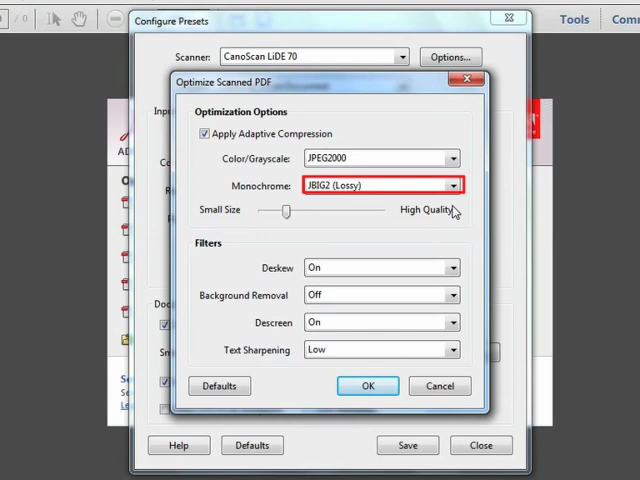 / 0
Configure Presets
Tools
Scanner: CanoScan LiDE 70 Options...
Optimize Scanned PDF
Optimization Options
Apply Adaptive Compression
Color/Grayscale: JPEG2000
Monochrome: JBIG2 (Lossy)
Small Size High Quality
Filters
Deskew On
Background Removal Off
Descreen On
Text Sharpening Low
Defaults OK Cancel
Help Defaults Save Close